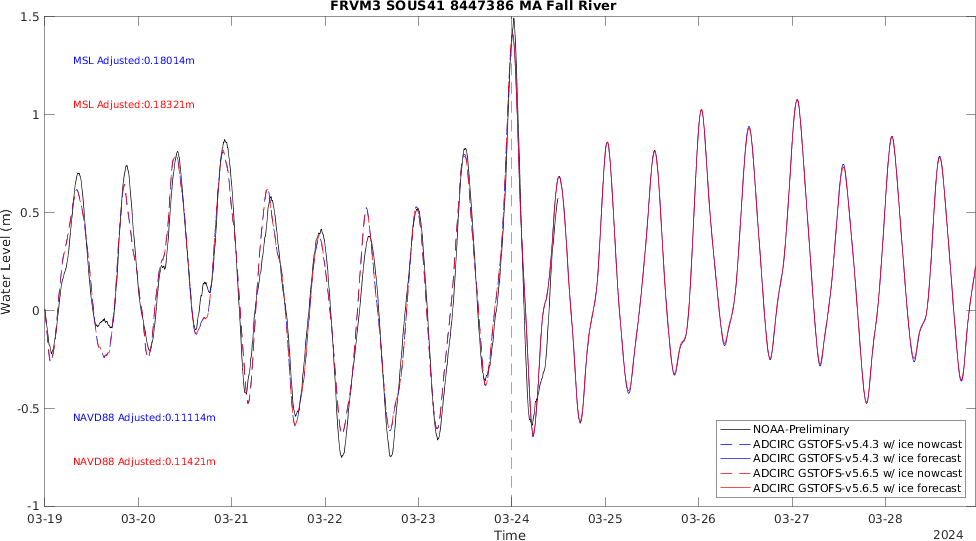 FRVM3 SOUS41 8447386 MA Fall River
1.5
MSL Adjusted:0.18014m
MSL Adjusted:0.18321m
1
0.5
Water Level (m)
0
-0.5
NAVD88 Adjusted:0.11114m
NAVD88 Adjusted:0.11421m
NOAA-Preliminary
ADCIRC GSTOFS-v5.4.3 w/ ice nowcast
ADCIRC GSTOFS-v5.4.3 w/ ice forecast
ADCIRC GSTOFS-v5.6.5 w/ ice nowcast
ADCIRC GSTOFS-v5.6.5 w/ ice forecast
-1
03-19 03-20 03-21 03-22 03-23 03-24 03-25 03-26 03-27 03-28
Time
2024